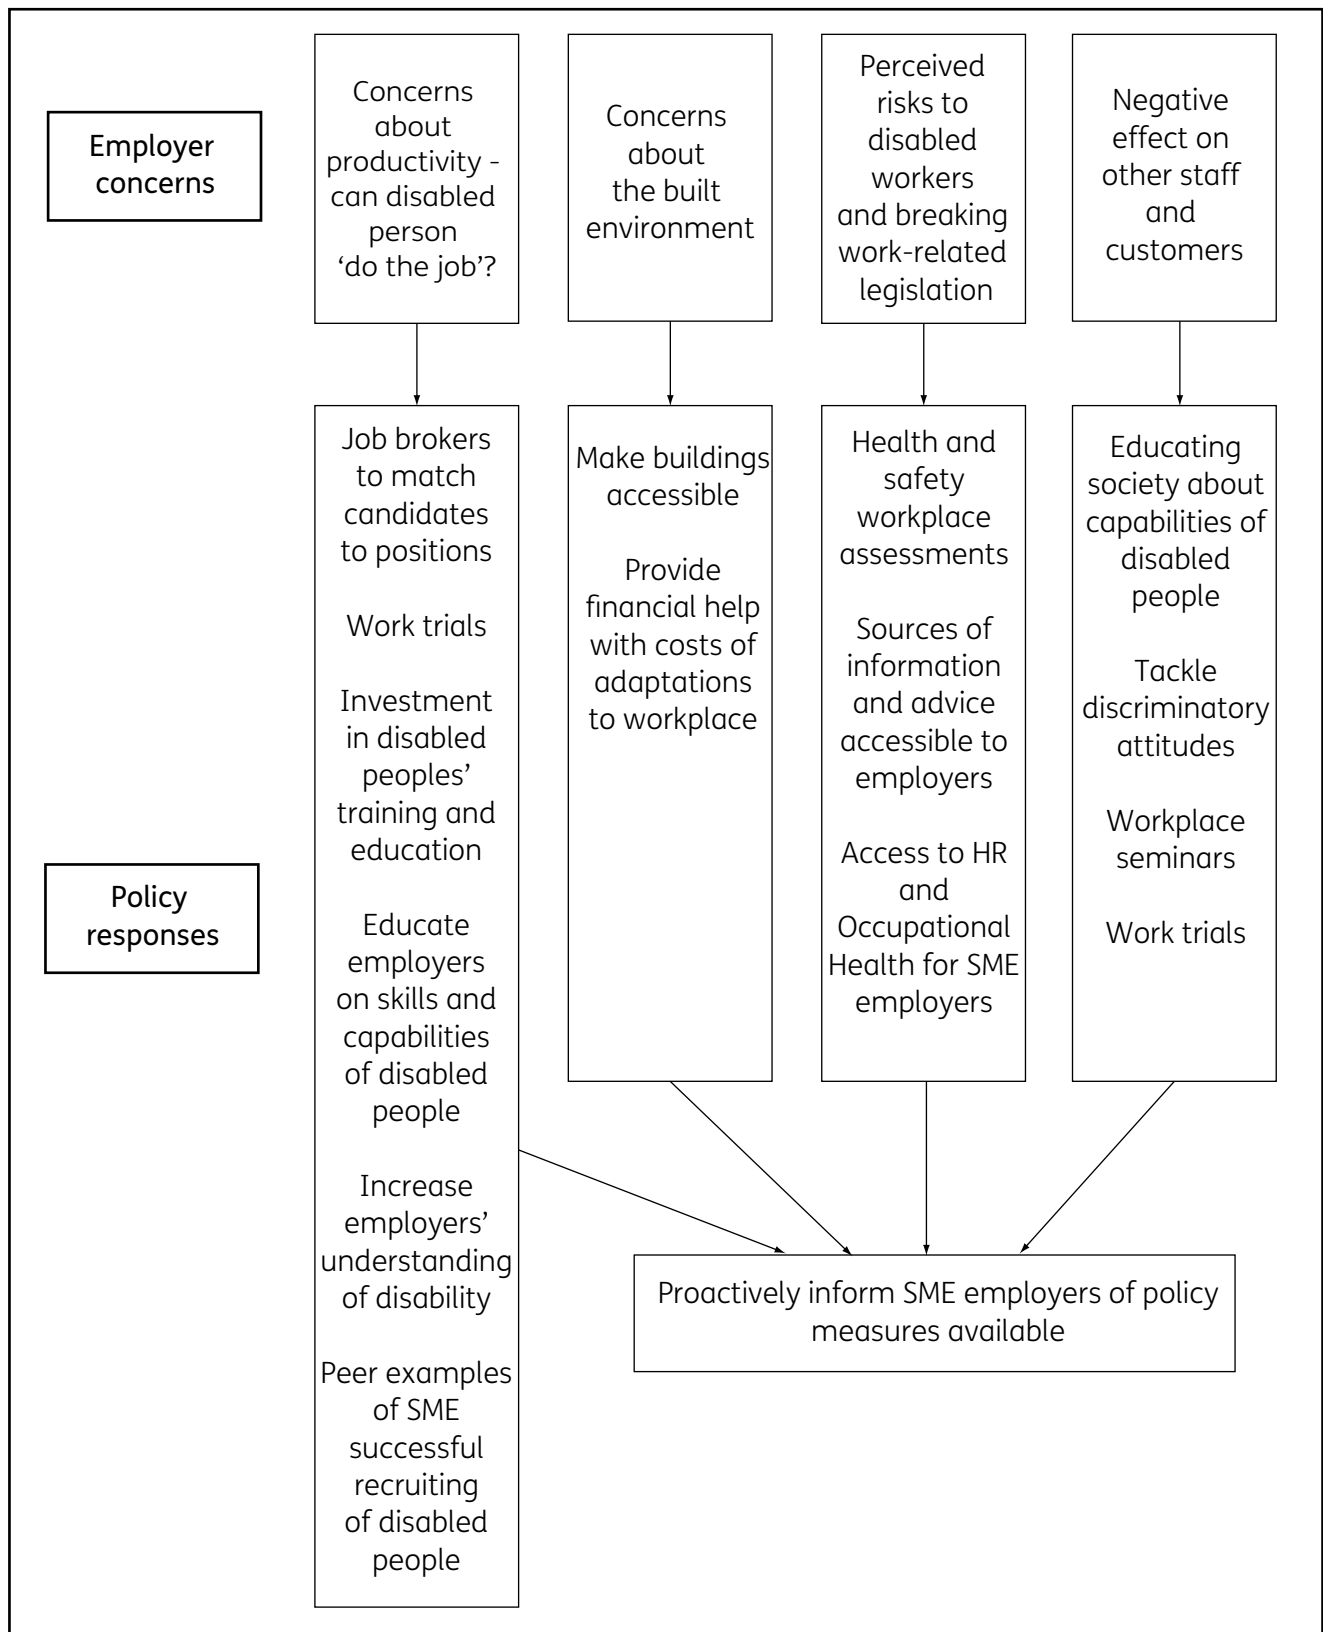 Employer
concerns
Concerns
about
productivity -
can disabled
person
‘do the job’?
Concerns
about
the built
environment
Perceived
risks to
disabled
workers
and breaking
work-related
legislation
Negative
effect on
other staff
and
customers
Policy
responses
Job brokers
to match
candidates
to positions
Work trials
Investment
in disabled
peoples’
training and
education
Educate
employers
on skills and
capabilities
of disabled
people
Increase
employers’
understanding
of disability
Peer examples
of SME
successful
recruiting
of disabled
people
Make buildings
accessible
Provide
financial help
with costs of
adaptations
to workplace
Health and
safety
workplace
assessments
Sources of
information
and advice
accessible to
employers
Access to HR
and
Occupational
Health for SME
employers
Educating
society about
capabilities of
disabled
people
Tackle
discriminatory
attitudes
Workplace
seminars
Work trials
Proactively inform SME employers of policy
measures available